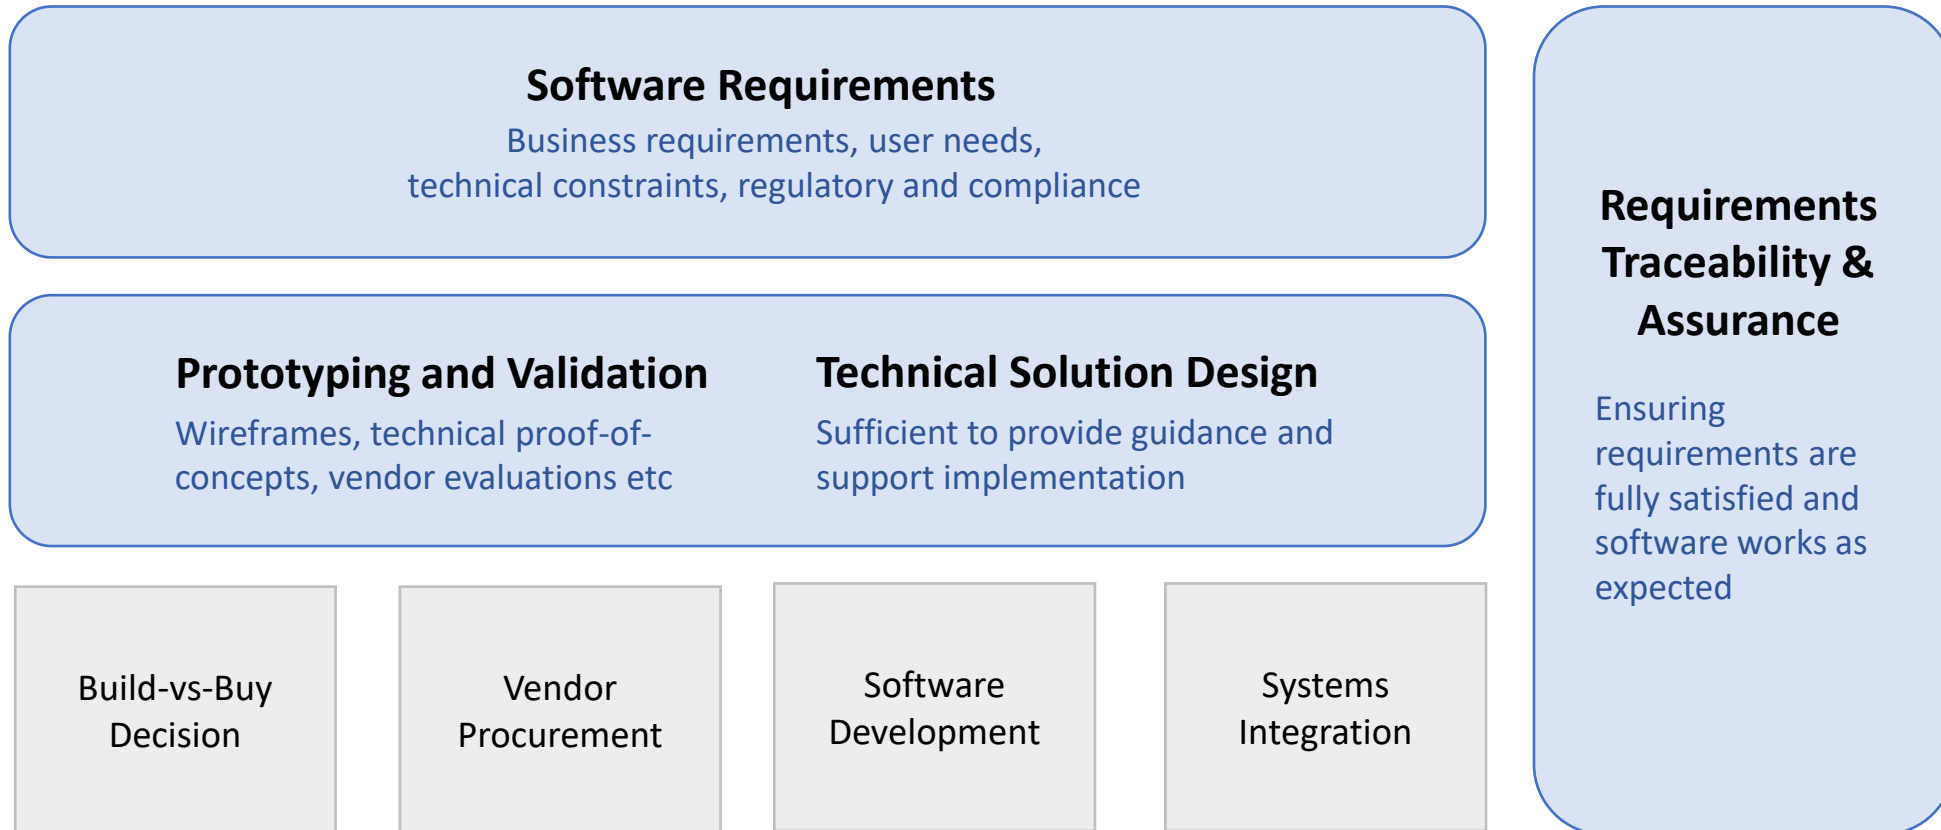 Software Requirements
Business requirements, user needs,
technical constraints, regulatory and compliance
Prototyping and Validation
Wireframes, technical proof-of-
concepts, vendor evaluations etc
Technical Solution Design
Sufficient to provide guidance and
support implementation
Build-vs-Buy
Decision
Vendor
Procurement
Software
Development
Systems
Integration
Requirements
Traceability &
Assurance
Ensuring
requirements are
fully satisfied and
software works as
expected